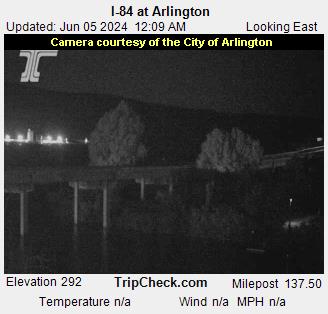 I-84 at Arlington
Updated: Jun 05 2024 12:09 AM Looking East
Camera courtesy of the City of Arlington
Elevation 292 TripCheck.com Milepost 137.50
Temperature n/a Wind n/a MPH n/a